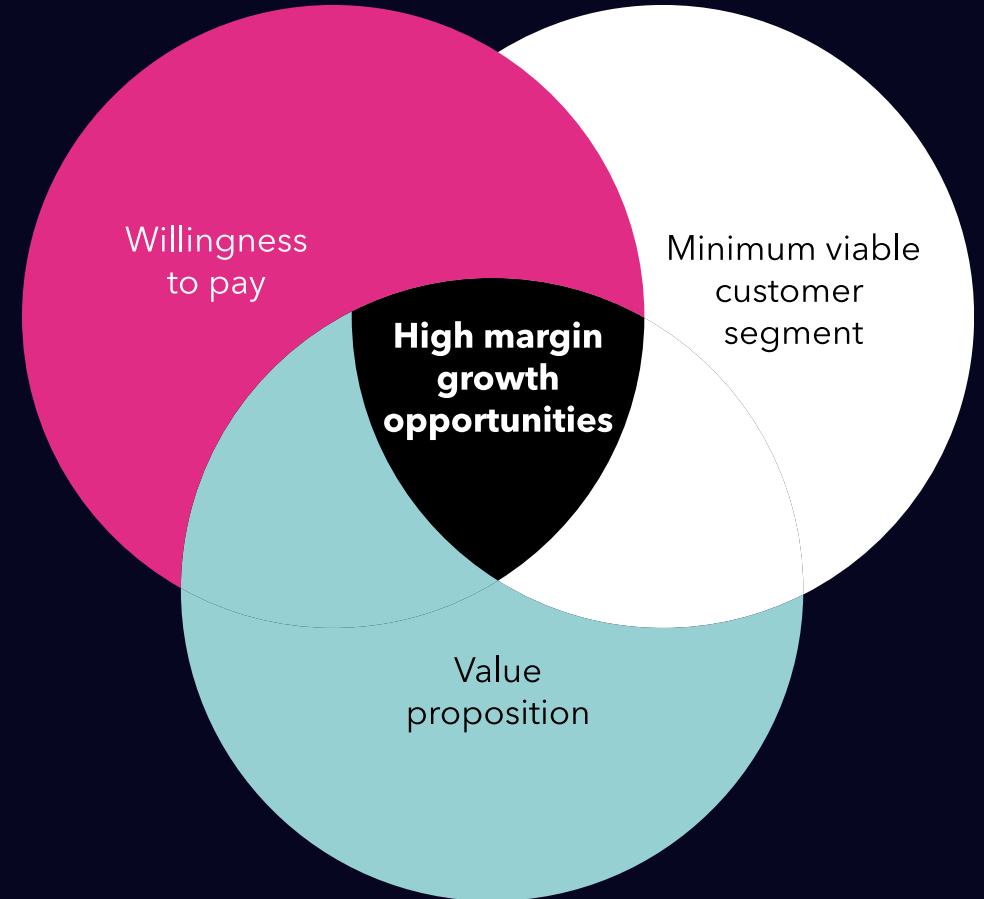 Willingness
to pay
Minimum viable
customer
segment
High margin
growth
opportunities
Value
proposition